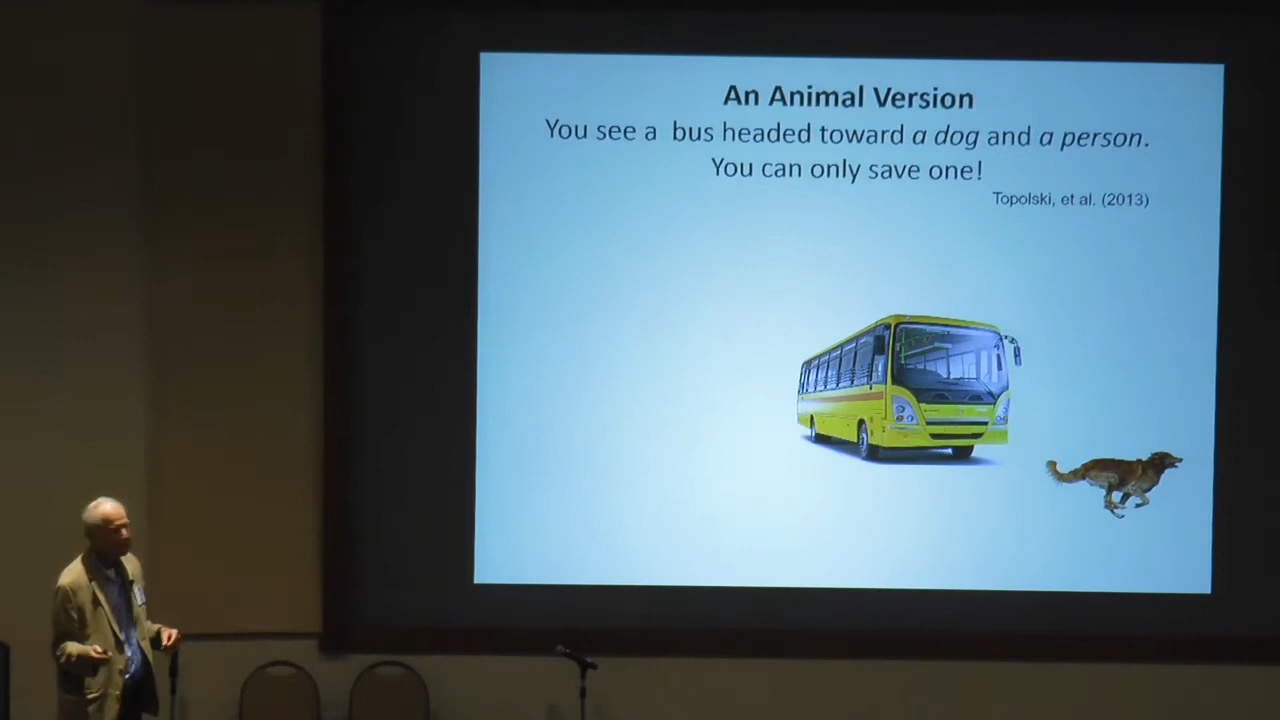 An Animal Version
You see a bus headed toward a dog and a person.
You can only save one!
Topolski, et al. (2013)